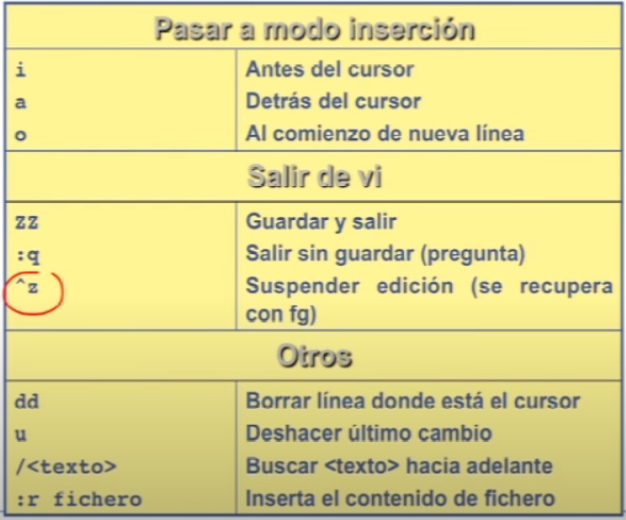 Pasar a modo inserción
i Antes del cursor
a Detrás del cursor
o Al comienzo de nueva línea
Salir de vi
ZZ Guardar y salir
:q Salir sin guardar (pregunta)
^z Suspender edición (se recupera
con fg)
Otros
dd Borrar línea donde está el cursor
u Deshacer último cambio
/<texto> Buscar <texto> hacia adelante
:r fichero Inserta el contenido de fichero